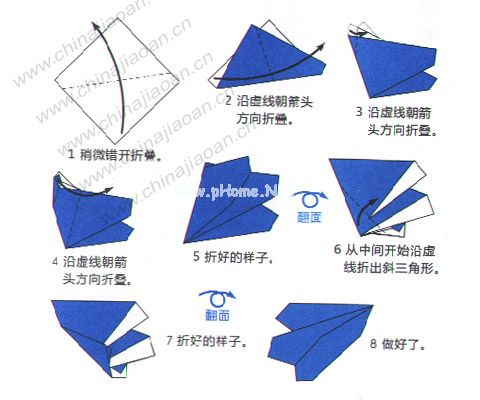 www.chinajiaoan.cn
www.chinajiaoan.cn
www.chinajiaoan.cn
1 稍微错开折叠。
2 沿虚线朝箭头
方向折叠。
3 沿虚线朝箭
头方向折叠。
4 沿虚线朝箭
头方向折叠。
5 折好的样子。
www.pHome.N
翻面
6 从中间开始沿虚
线折出斜三角形。
翻面
7 折好的样子。
8 做好了。